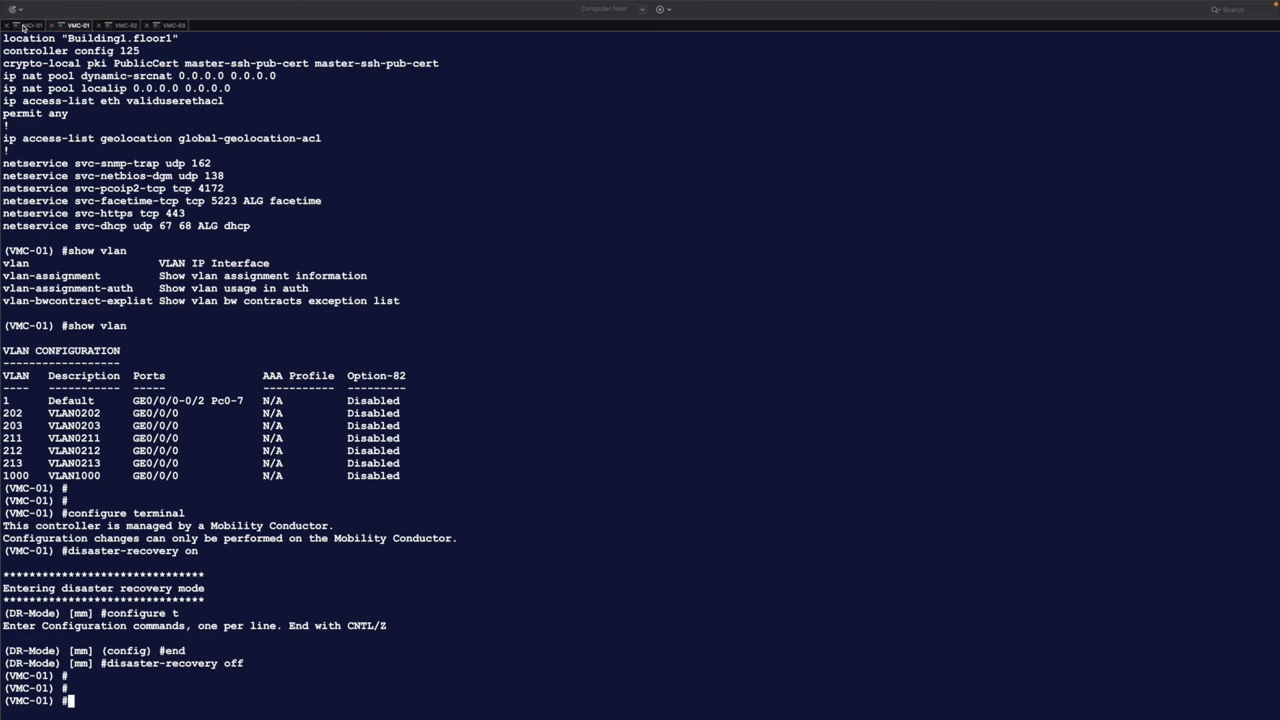 Computer Nam
Search
VMC-01
VMC-02
VMC-03
location "Building1.floor1"
controller config 125
crypto-local pki PublicCert master-ssh-pub-cert master-ssh-pub-cert
ip nat pool dynamic-srcnat 0.0.0.0 0.0.0.0
ip nat pool localip 0.0.0.0 0.0.0.0
ip access-list eth validuserethacl
permit any
!
ip access-list geolocation global-geolocation-acl
!
netservice svc-snmp-trap udp 162
netservice svc-netbios-dgm udp 138
netservice svc-pcoip2-tcp tcp 4172
netservice svc-facetime-tcp tcp 5223 ALG facetime
netservice svc-https tcp 443
netservice svc-dhcp udp 67 68 ALG dhcp
(VMC-01) #show vlan
vlan VLAN IP Interface
vlan-assignment Show vlan assignment information
vlan-assignment-auth Show vlan usage in auth
vlan-bwcontract-explist Show vlan bw contracts exception list
(VMC-01) #show vlan
VLAN CONFIGURATION
------------------
VLAN Description Ports AAA Profile Option-82
---- ----------- ----- ----------- ---------
1 Default GE0/0/0-0/2 Pc0-7 N/A Disabled
202 VLAN0202 GE0/0/0 N/A Disabled
203 VLAN0203 GE0/0/0 N/A Disabled
211 VLAN0211 GE0/0/0 N/A Disabled
212 VLAN0212 GE0/0/0 N/A Disabled
213 VLAN0213 GE0/0/0 N/A Disabled
1000 VLAN1000 GE0/0/0 N/A Disabled
(VMC-01) #
(VMC-01) #
(VMC-01) #configure terminal
This controller is managed by a Mobility Conductor.
Configuration changes can only be performed on the Mobility Conductor.
(VMC-01) #disaster-recovery on
*******************************
Entering disaster recovery mode
*******************************
(DR-Mode) [mm] #configure t
Enter Configuration commands, one per line. End with CNTL/Z
(DR-Mode) [mm] (config) #end
(DR-Mode) [mm] #disaster-recovery off
(VMC-01) #
(VMC-01) #
(VMC-01) #